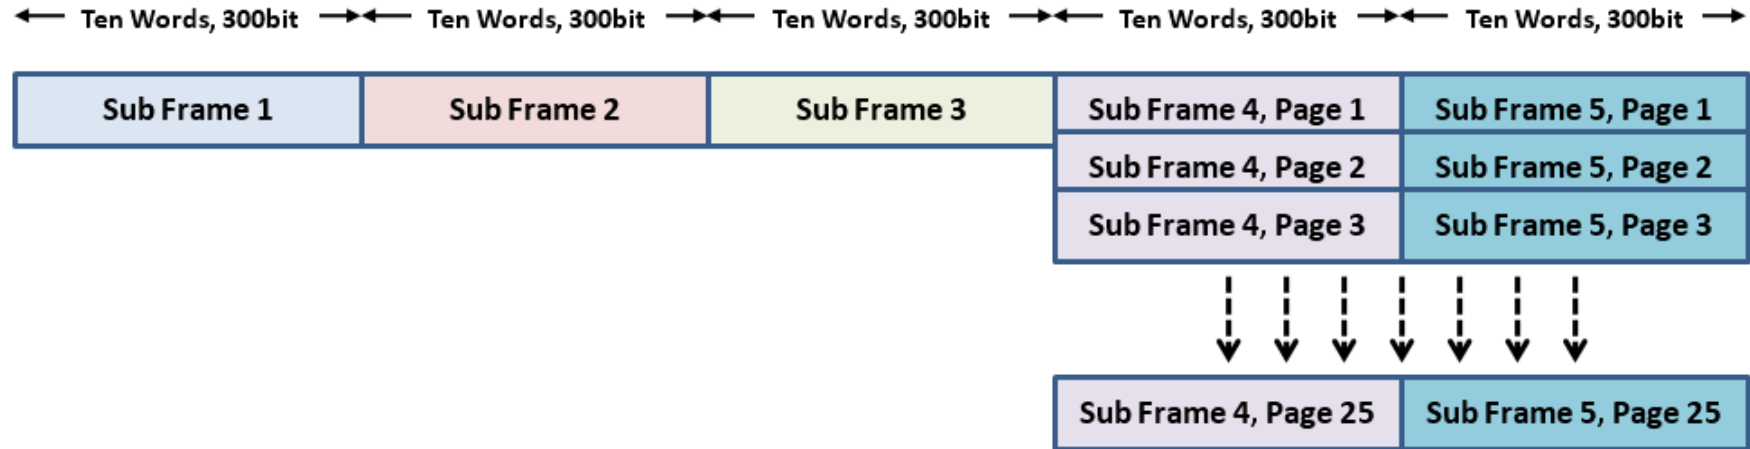 Ten Words, 300bit Ten Words, 300bit Ten Words, 300bit Ten Words, 300bit Ten Words, 300bit
Sub Frame 1 Sub Frame 2 Sub Frame 3 Sub Frame 4, Page 1 Sub Frame 5, Page 1
Sub Frame 4, Page 2 Sub Frame 5, Page 2
Sub Frame 4, Page 3 Sub Frame 5, Page 3
Sub Frame 4, Page 25 Sub Frame 5, Page 25